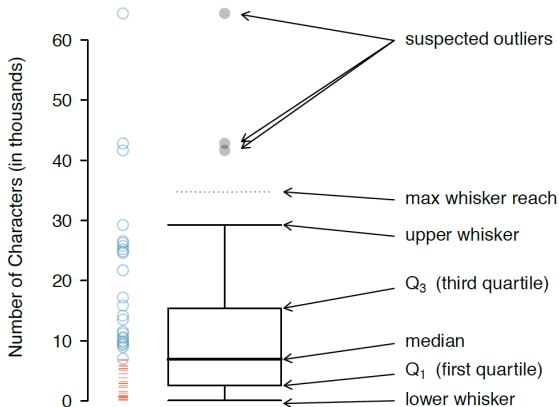 Number of Characters (in thousands)
60
50
40
30
20
10
0
suspected outliers
max whisker reach
upper whisker
Q3 (third quartile)
median
Q1 (first quartile)
lower whisker